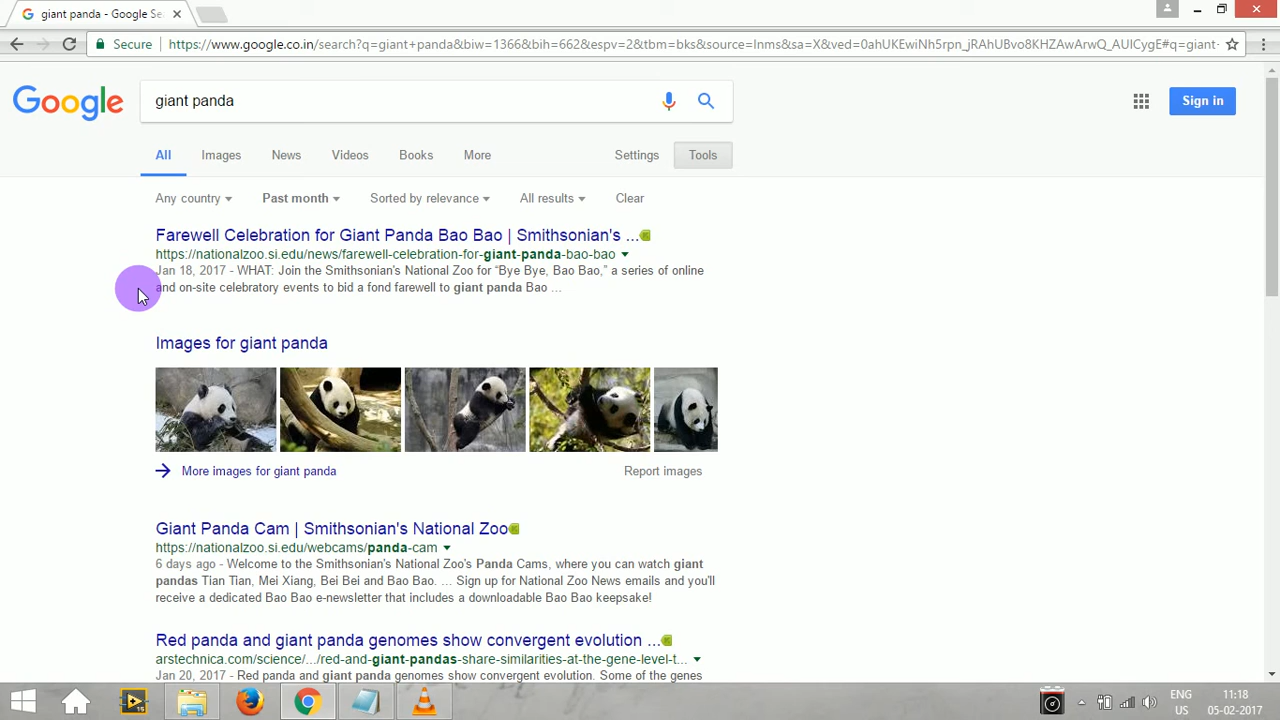 giant panda - Google Se
Secure
https://www.google.co.in/search?q=giant+panda&biw=1366&bih=662&espv=2&tbm=bks&source=lnms&sa=X&ved=0ahUKEwiNh5rpn_jRAhUBvo8KHZAwArwQ_AUICygE#q=giant-
Google
giant panda
Sign in
All Images News Videos Books More Settings Tools
Any country Past month Sorted by relevance All results Clear
Farewell Celebration for Giant Panda Bao Bao | Smithsonian's ...
https://nationalzoo.si.edu/news/farewell-celebration-for-giant-panda-bao-bao
Jan 18, 2017 - WHAT: Join the Smithsonian's National Zoo for “Bye Bye, Bao Bao,” a series of online
and on-site celebratory events to bid a fond farewell to giant panda Bao ...
Images for giant panda
More images for giant panda
Report images
Giant Panda Cam | Smithsonian's National Zoo
https://nationalzoo.si.edu/webcams/panda-cam
6 days ago - Welcome to the Smithsonian's National Zoo's Panda Cams, where you can watch giant
pandas Tian Tian, Mei Xiang, Bei Bei and Bao Bao. ... Sign up for National Zoo News emails and you'll
receive a dedicated Bao Bao e-newsletter that includes a downloadable Bao Bao keepsake!
Red panda and giant panda genomes show convergent evolution ...
arstechnica.com/science/.../red-and-giant-pandas-share-similarities-at-the-gene-level-t...
Jan 20, 2017 - Red panda and giant panda genomes show convergent evolution. Some of the genes
15
ENG
US
11:18
05-02-2017